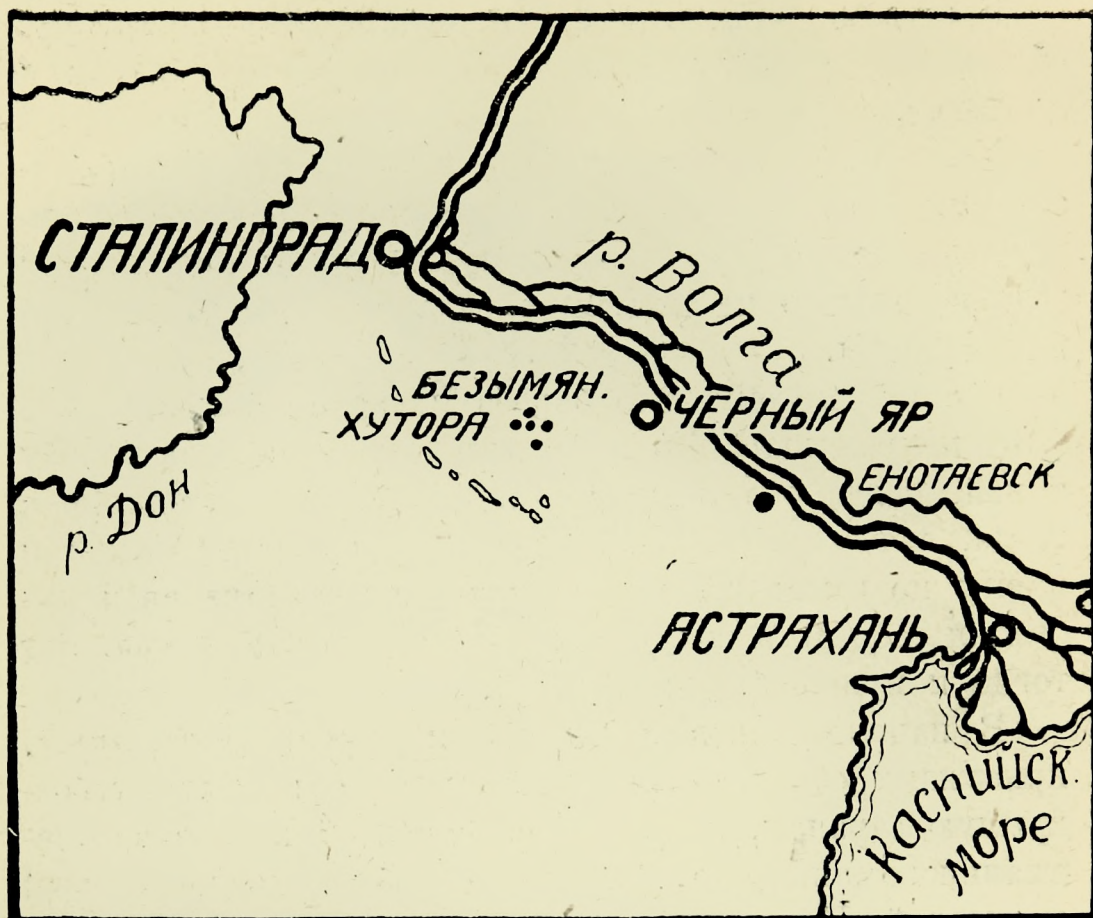 СТАЛИНГРАД
р. Волга
БЕЗЫМЯН.
ХУТОРА
ЧЕРНЫЙ ЯР
ЕНОТАЕВСК
р. Дон
АСТРАХАНЬ
Каспийск.
море